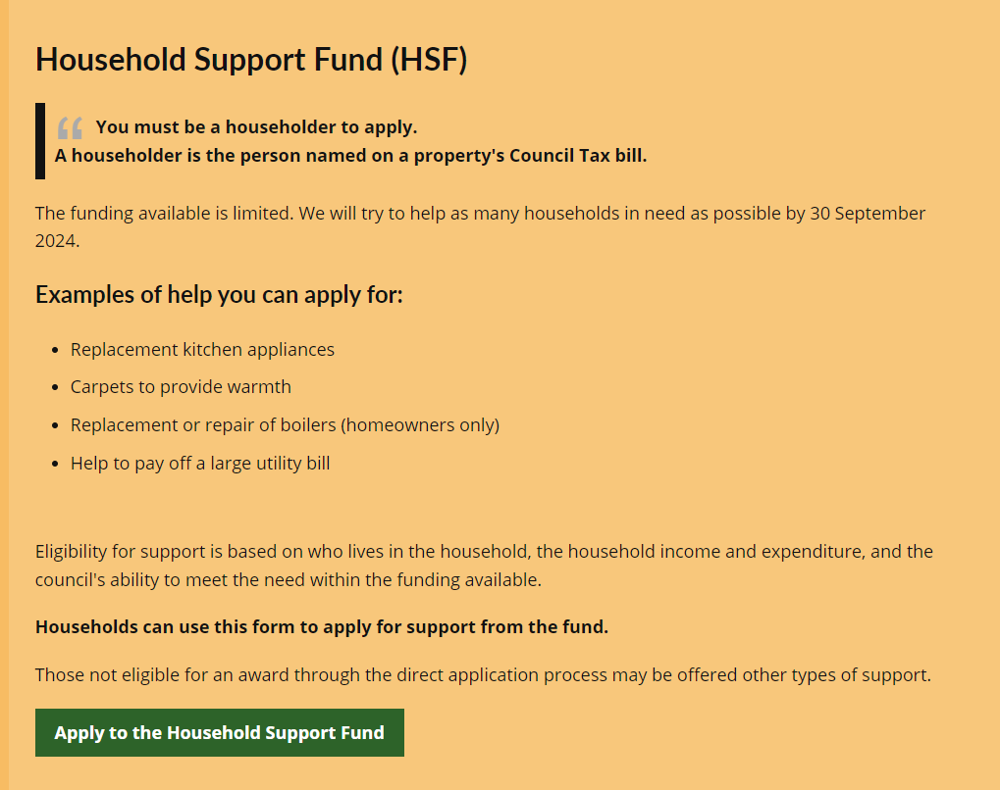 Household Support Fund (HSF)
“ You must be a householder to apply.
A householder is the person named on a property's Council Tax bill.
The funding available is limited. We will try to help as many households in need as possible by 30 September
2024.
Examples of help you can apply for:
• Replacement kitchen appliances
• Carpets to provide warmth
• Replacement or repair of boilers (homeowners only)
• Help to pay off a large utility bill
Eligibility for support is based on who lives in the household, the household income and expenditure, and the
council's ability to meet the need within the funding available.
Households can use this form to apply for support from the fund.
Those not eligible for an award through the direct application process may be offered other types of support.
Apply to the Household Support Fund